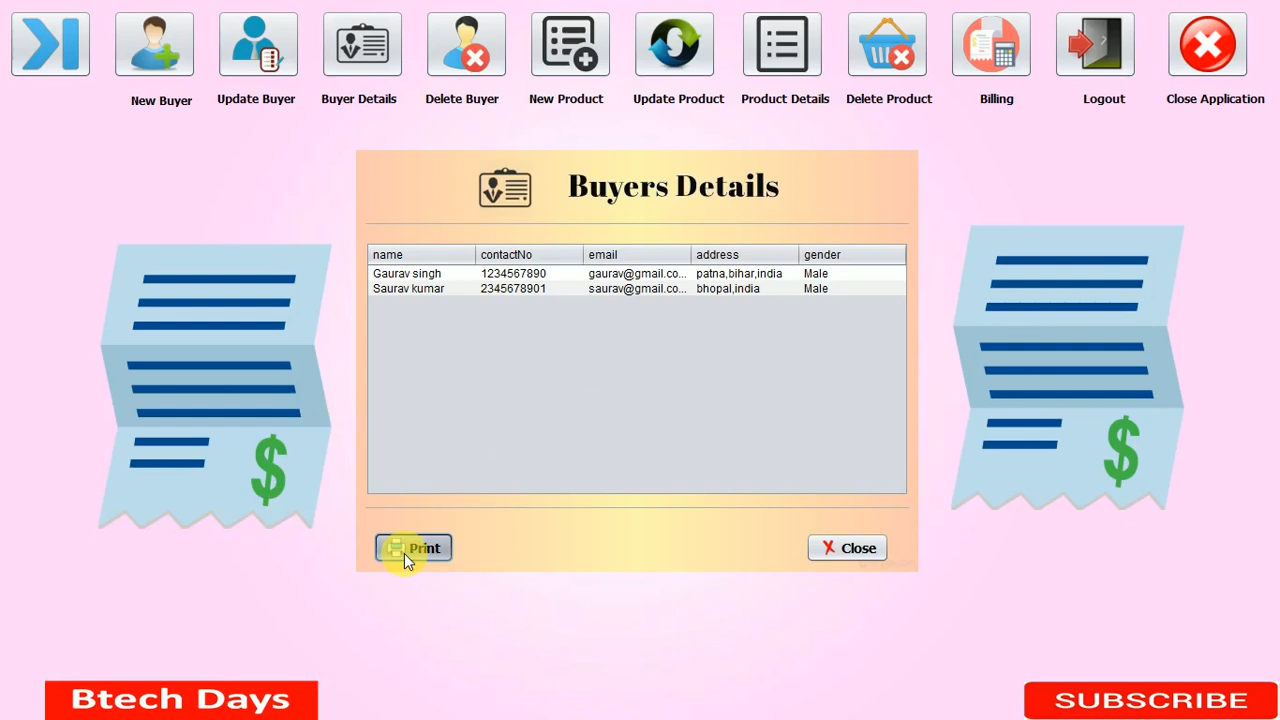 New Buyer
Update Buyer
Buyer Details
Delete Buyer
New Product
Update Product
Product Details
Delete Product
Billing
Logout
Close Application
Buyers Details
name contactNo email address gender
Gaurav singh 1234567890 gaurav@gmail.co... patna,bihar,india Male
Saurav kumar 2345678901 saurav@gmail.co... bhopal,india Male
Print
Close
Btech Days
SUBSCRIBE